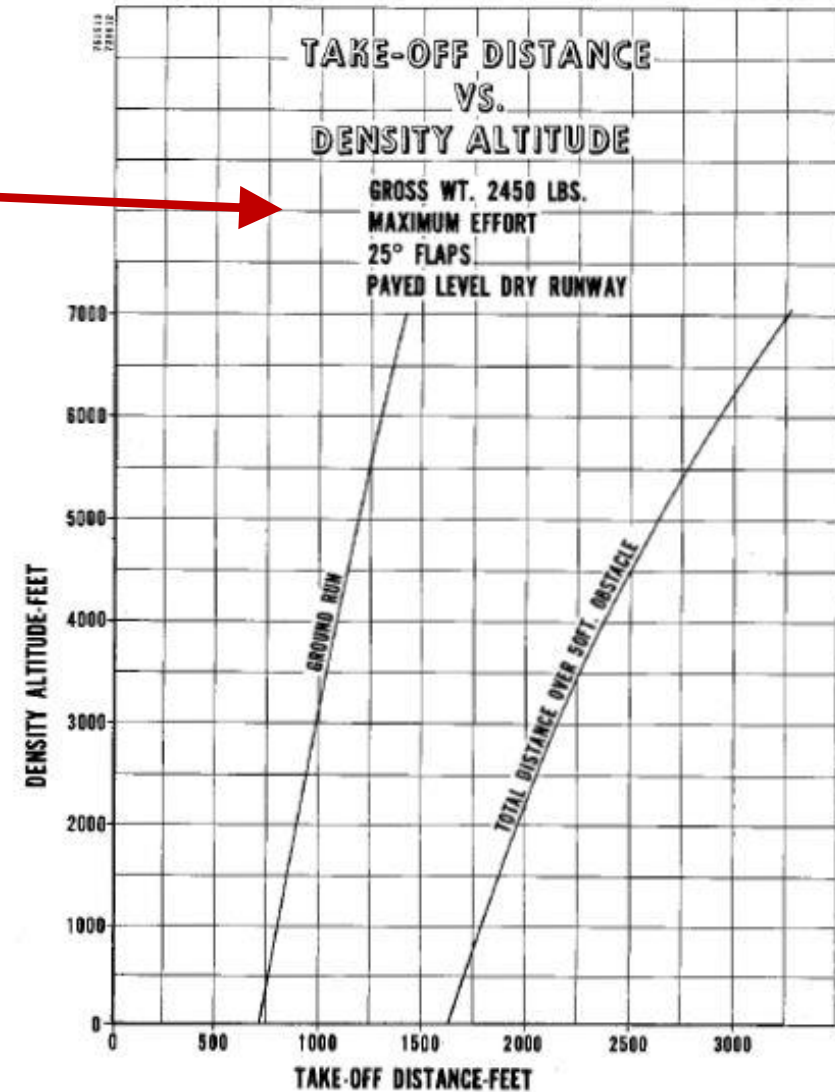 TAKE-OFF DISTANCE
VS.
DENSITY ALTITUDE
GROSS WT. 2450 LBS.
MAXIMUM EFFORT
25° FLAPS
PAVED LEVEL DRY RUNWAY
7000
6000
5000
4000
3000
2000
1000
0
DENSITY ALTITUDE-FEET
GROUND RUN
TOTAL DISTANCE OVER 50FT. OBSTACLE
0 500 1000 1500 2000 2500 3000
TAKE-OFF DISTANCE-FEET